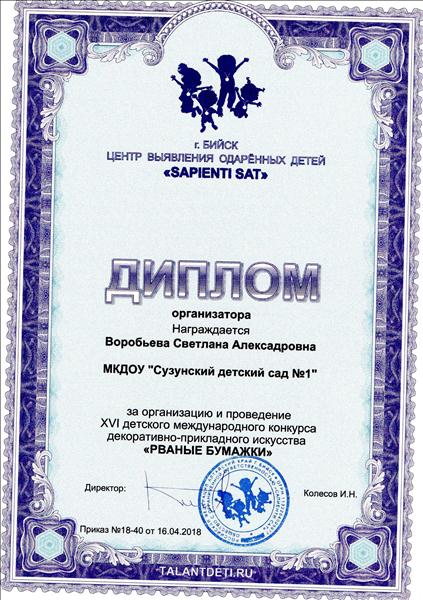 г. БИЙСК
ЦЕНТР ВЫЯВЛЕНИЯ ОДАРЁННЫХ ДЕТЕЙ
«SAPIENTI SAT»
ДИПЛОМ
организатора
Награждается
Воробьева Светлана Алексадровна
МКДОУ "Сузунский детский сад №1"
за организацию и проведение
XVI детского международного конкурса
декоративно-прикладного искусства
«РВАНЫЕ БУМАЖКИ»
Директор:
Колесов И.Н.
Приказ №18-40 от 16.04.2018
TALANTDETI.RU